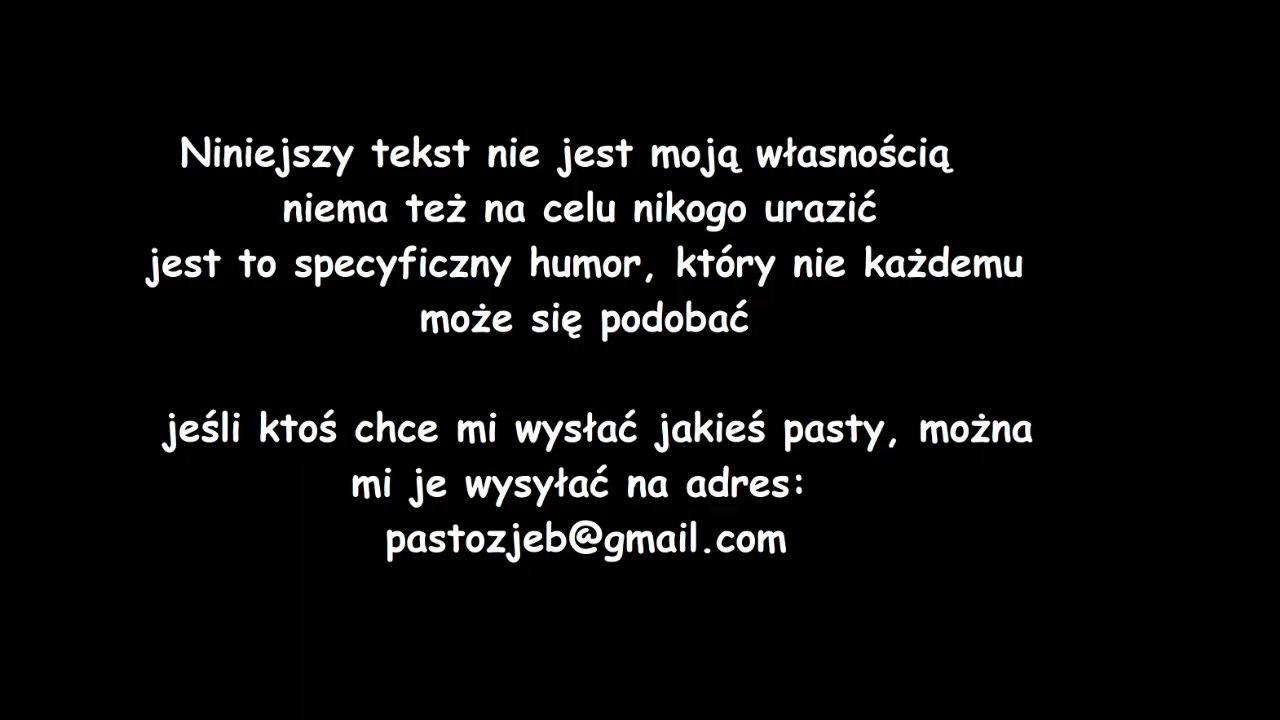 Niniejszy tekst nie jest moją własnością
niema też na celu nikogo urazić
jest to specyficzny humor, który nie każdemu
może się podobać
jeśli ktoś chce mi wysłać jakieś pasty, można
mi je wysyłać na adres:
pastozjeb@gmail.com